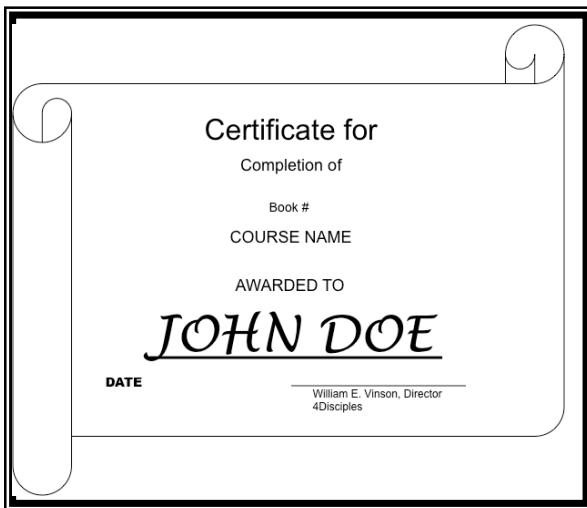 Certificate for
Completion of
Book #
COURSE NAME
AWARDED TO
JOHN DOE
DATE
William E. Vinson, Director
4Disciples